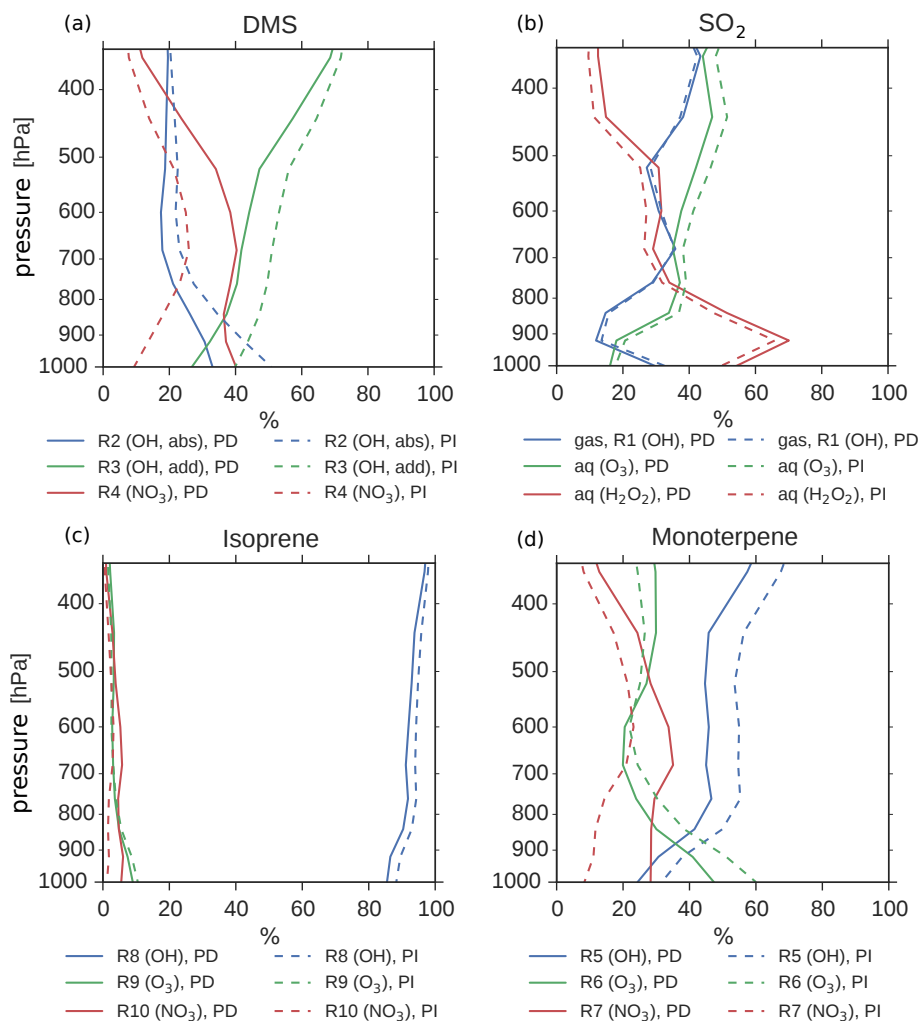 (a) DMS
(b) SO₂
400
500
600
700
800
900
1000
pressure [hPa]
0 20 40 60 80 100
%
400
500
600
700
800
900
1000
0 20 40 60 80 100
%
R2 (OH, abs), PD R2 (OH, abs), PI
R3 (OH, add), PD R3 (OH, add), PI
R4 (NO₃), PD R4 (NO₃), PI
gas, R1 (OH), PD gas, R1 (OH), PD
aq (O₃), PD aq (O₃), PI
aq (H₂O₂), PD aq (H₂O₂), PI
(c) Isoprene
(d) Monoterpene
400
500
600
700
800
900
1000
pressure [hPa]
0 20 40 60 80 100
%
400
500
600
700
800
900
1000
0 20 40 60 80 100
%
R8 (OH), PD R8 (OH), PI
R9 (O₃), PD R9 (O₃), PI
R10 (NO₃), PD R10 (NO₃), PI
R5 (OH), PD R5 (OH), PI
R6 (O₃), PD R6 (O₃), PI
R7 (NO₃), PD R7 (NO₃), PI